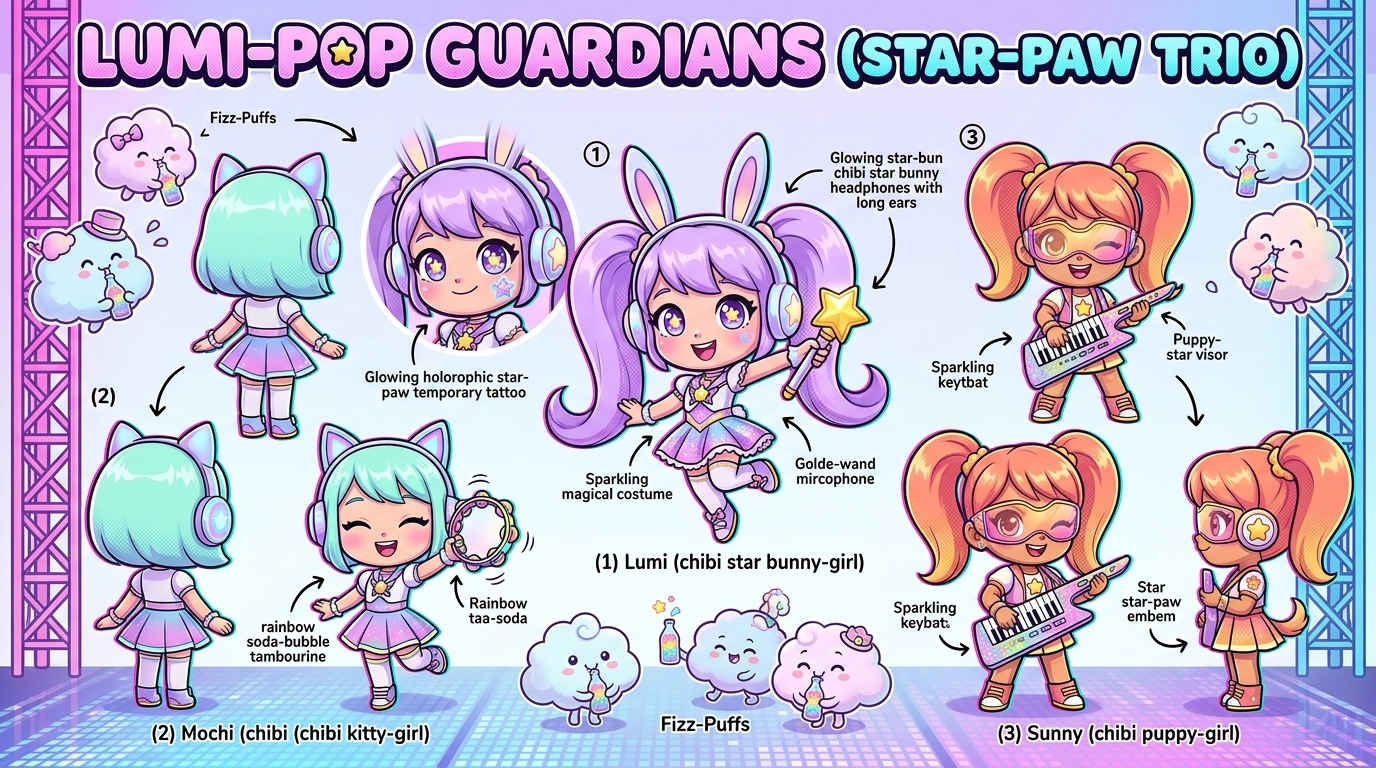 LUMI-POP GUARDIANS (STAR-PAW TRIO)
Fizz-Puffs
1
Glowing star-bun
chibi star bunny
headphones with
long ears
3
Sparkling
keytbat
Puppy-
star visor
Glowing holorophic star-
paw temporary tattoo
(2)
Sparkling
magical costume
Golde-wand
mircophone
(1) Lumi (chibi star bunny-girl)
rainbow
soda-bubble
tambourine
Rainbow
taa-soda
Sparkling
keybat:
Star
star-paw
embem
Fizz-Puffs
(2) Mochi (chibi (chibi kitty-girl)
(3) Sunny (chibi puppy-girl)